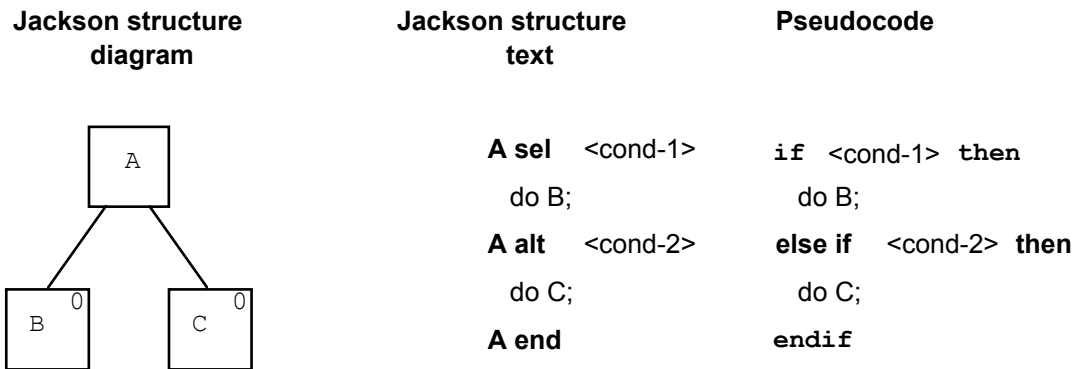 Jackson structure
diagram
Jackson structure
text
Pseudocode
A
B
0
C
0
A sel <cond-1>
do B;
A alt <cond-2>
do C;
A end
if <cond-1> then
do B;
else if <cond-2> then
do C;
endif